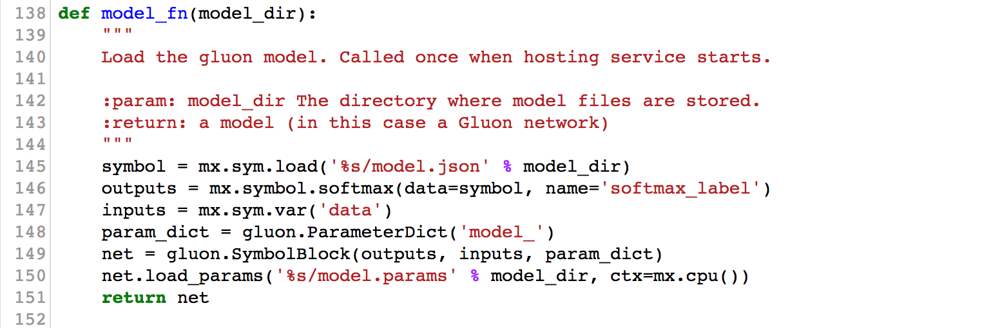 138 def model_fn(model_dir):
139     """
140     Load the gluon model. Called once when hosting service starts.
141
142     :param: model_dir The directory where model files are stored.
143     :return: a model (in this case a Gluon network)
144     """
145     symbol = mx.sym.load('%s/model.json' % model_dir)
146     outputs = mx.symbol.softmax(data=symbol, name='softmax_label')
147     inputs = mx.sym.var('data')
148     param_dict = gluon.ParameterDict('model_')
149     net = gluon.SymbolBlock(outputs, inputs, param_dict)
150     net.load_params('%s/model.params' % model_dir, ctx=mx.cpu())
151     return net
152